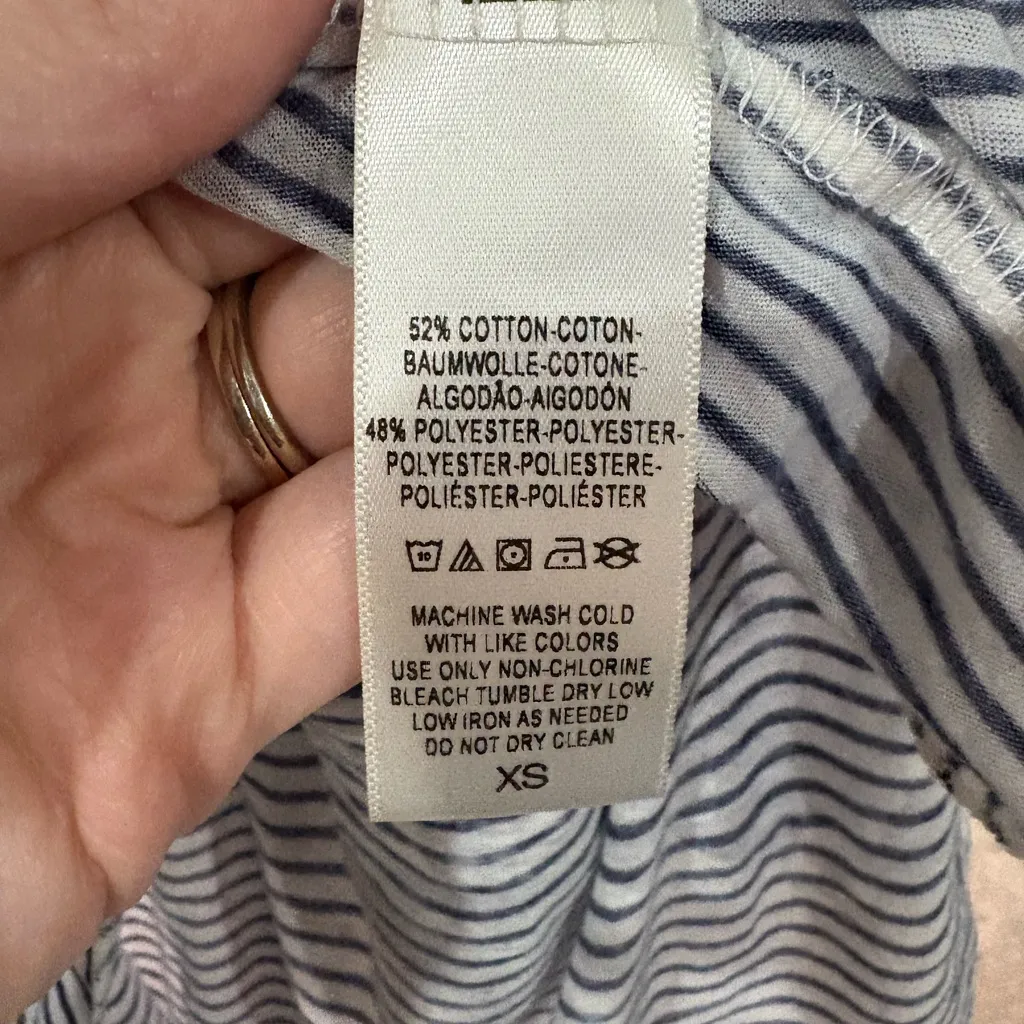 52% COTTON-COTON-
BAUMWOLLE-COTONE-
ALGODÃO-AIGODÓN
48% POLYESTER-POLYESTER-
POLYESTER-POLIESTERE-
POLIÉSTER-POLIÉSTER
10
MACHINE WASH COLD
WITH LIKE COLORS
USE ONLY NON-CHLORINE
BLEACH TUMBLE DRY LOW
LOW IRON AS NEEDED
DO NOT DRY CLEAN
XS